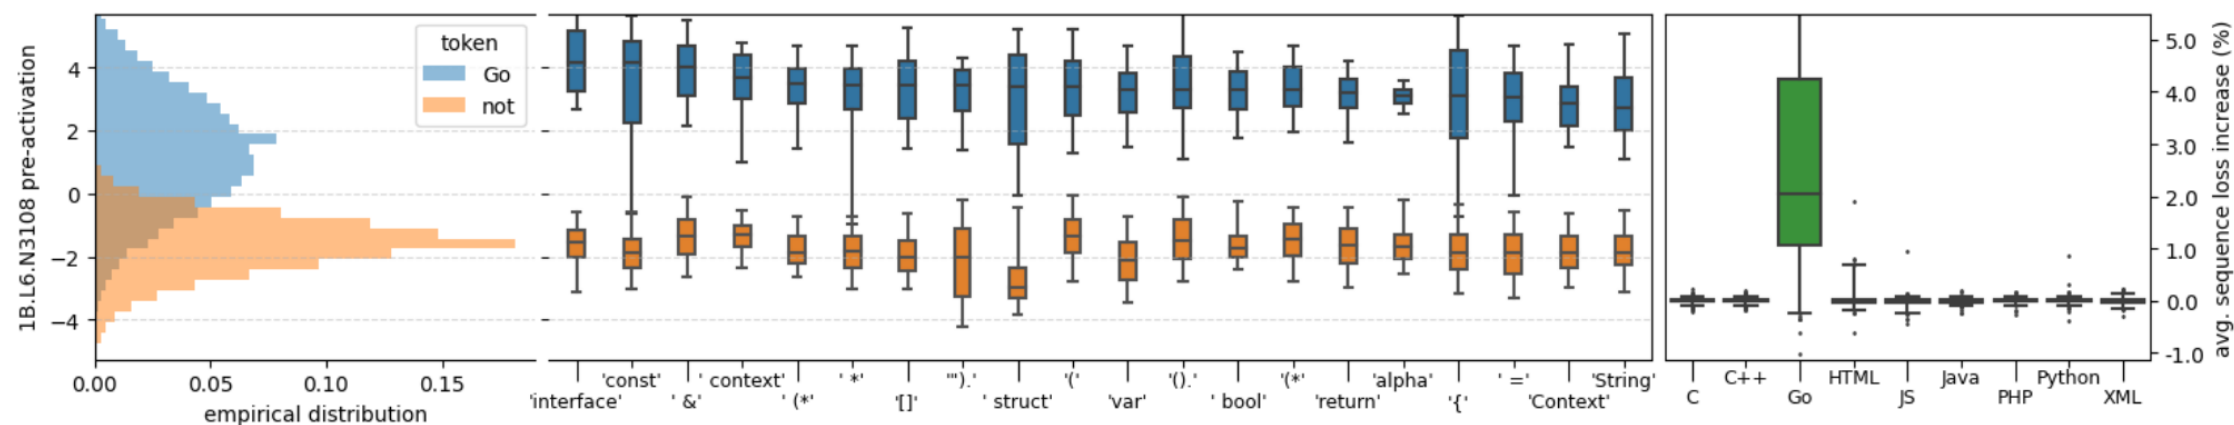 1B.L6.N3108 pre-activation
4
2
0
−2
−4
token
Go
not
0.00
0.05
0.10
0.15
empirical distribution
'const'
' context'
' *'
'").'
'('
'().'
'(*'
'alpha'
' ='
'String'
'interface'
' &'
' (*'
'[]'
' struct'
'var'
' bool'
'return'
'{'
'Context'
C++
HTML
Java
Python
C
Go
JS
PHP
XML
5.0
4.0
3.0
2.0
1.0
0.0
-1.0
avg. sequence loss increase (%)